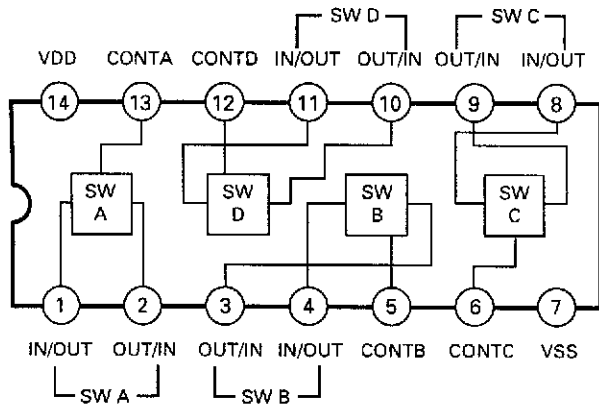 SW D SW C
VDD CONTA CONTD IN/OUT OUT/IN OUT/IN IN/OUT
14 13 12 11 10 9 8
SW A
SW D
SW B
SW C
1 2 3 4 5 6 7
IN/OUT OUT/IN OUT/IN IN/OUT CONTB CONTC VSS
SW A SW B